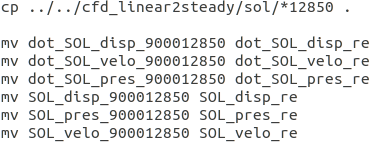 cp ../../cfd_linear2steady/sol/*12850 .
mv dot_SOL_disp_900012850 dot_SOL_disp_re
mv dot_SOL_velo_900012850 dot_SOL_velo_re
mv dot_SOL_pres_900012850 dot_SOL_pres_re
mv SOL_disp_900012850 SOL_disp_re
mv SOL_pres_900012850 SOL_pres_re
mv SOL_velo_900012850 SOL_velo_re